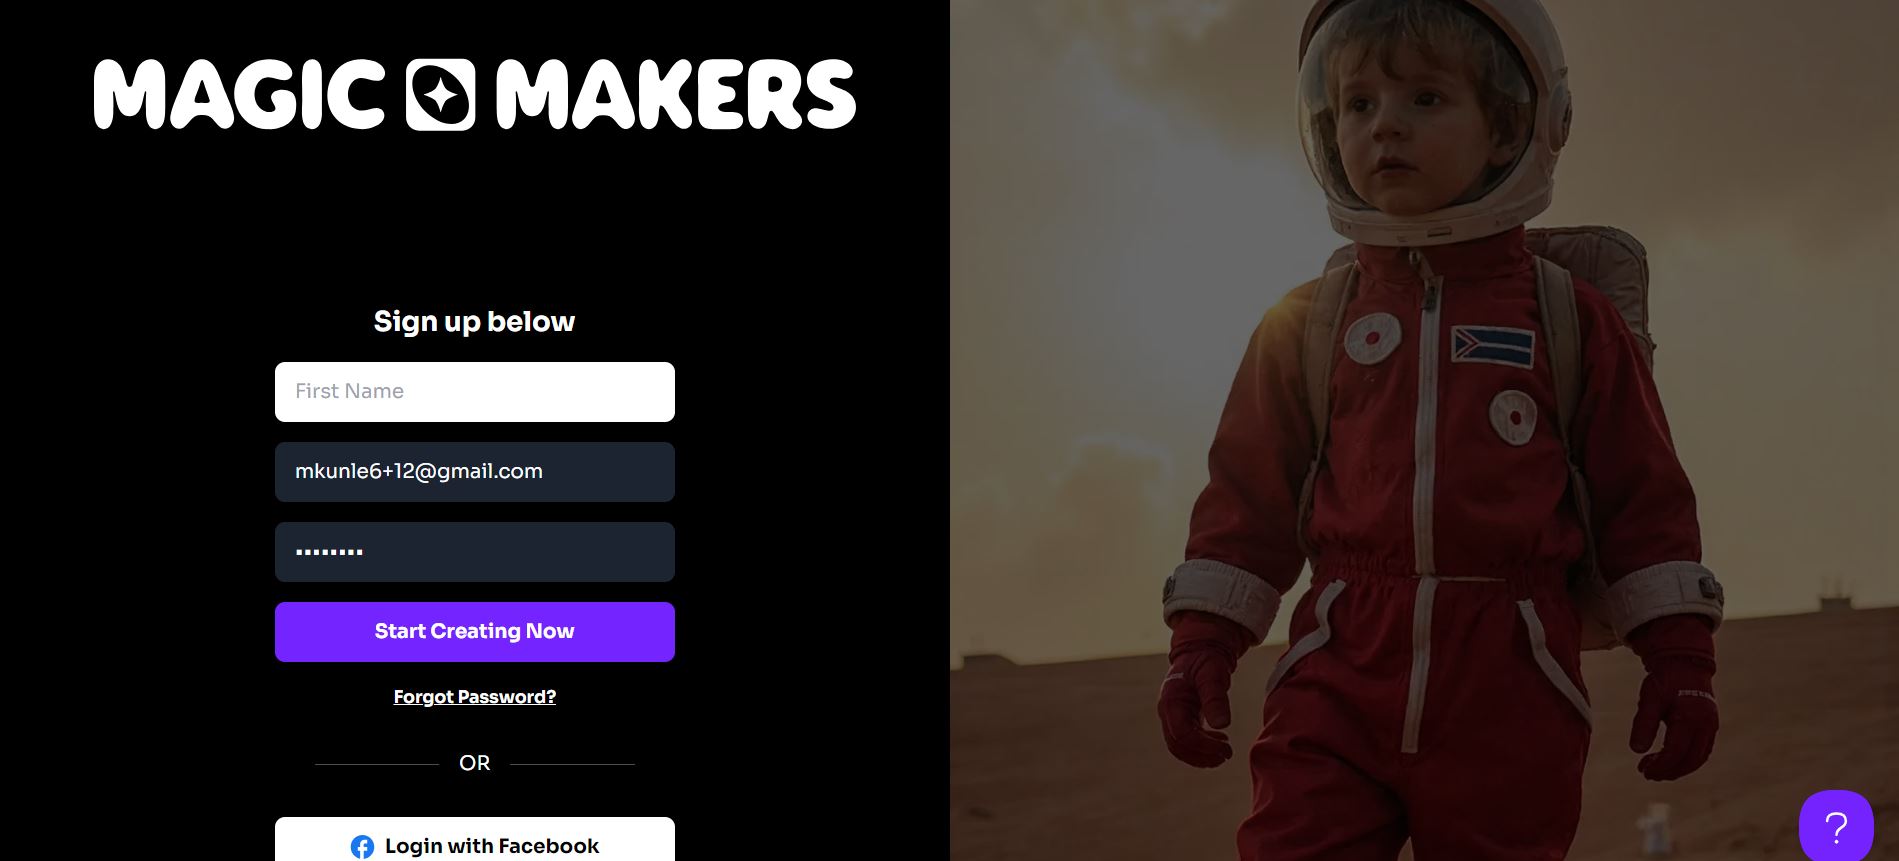 MAGIC MAKERS
Sign up below
First Name
mkunle6+12@gmail.com
••••••••
Start Creating Now
Forgot Password?
OR
Login with Facebook
?